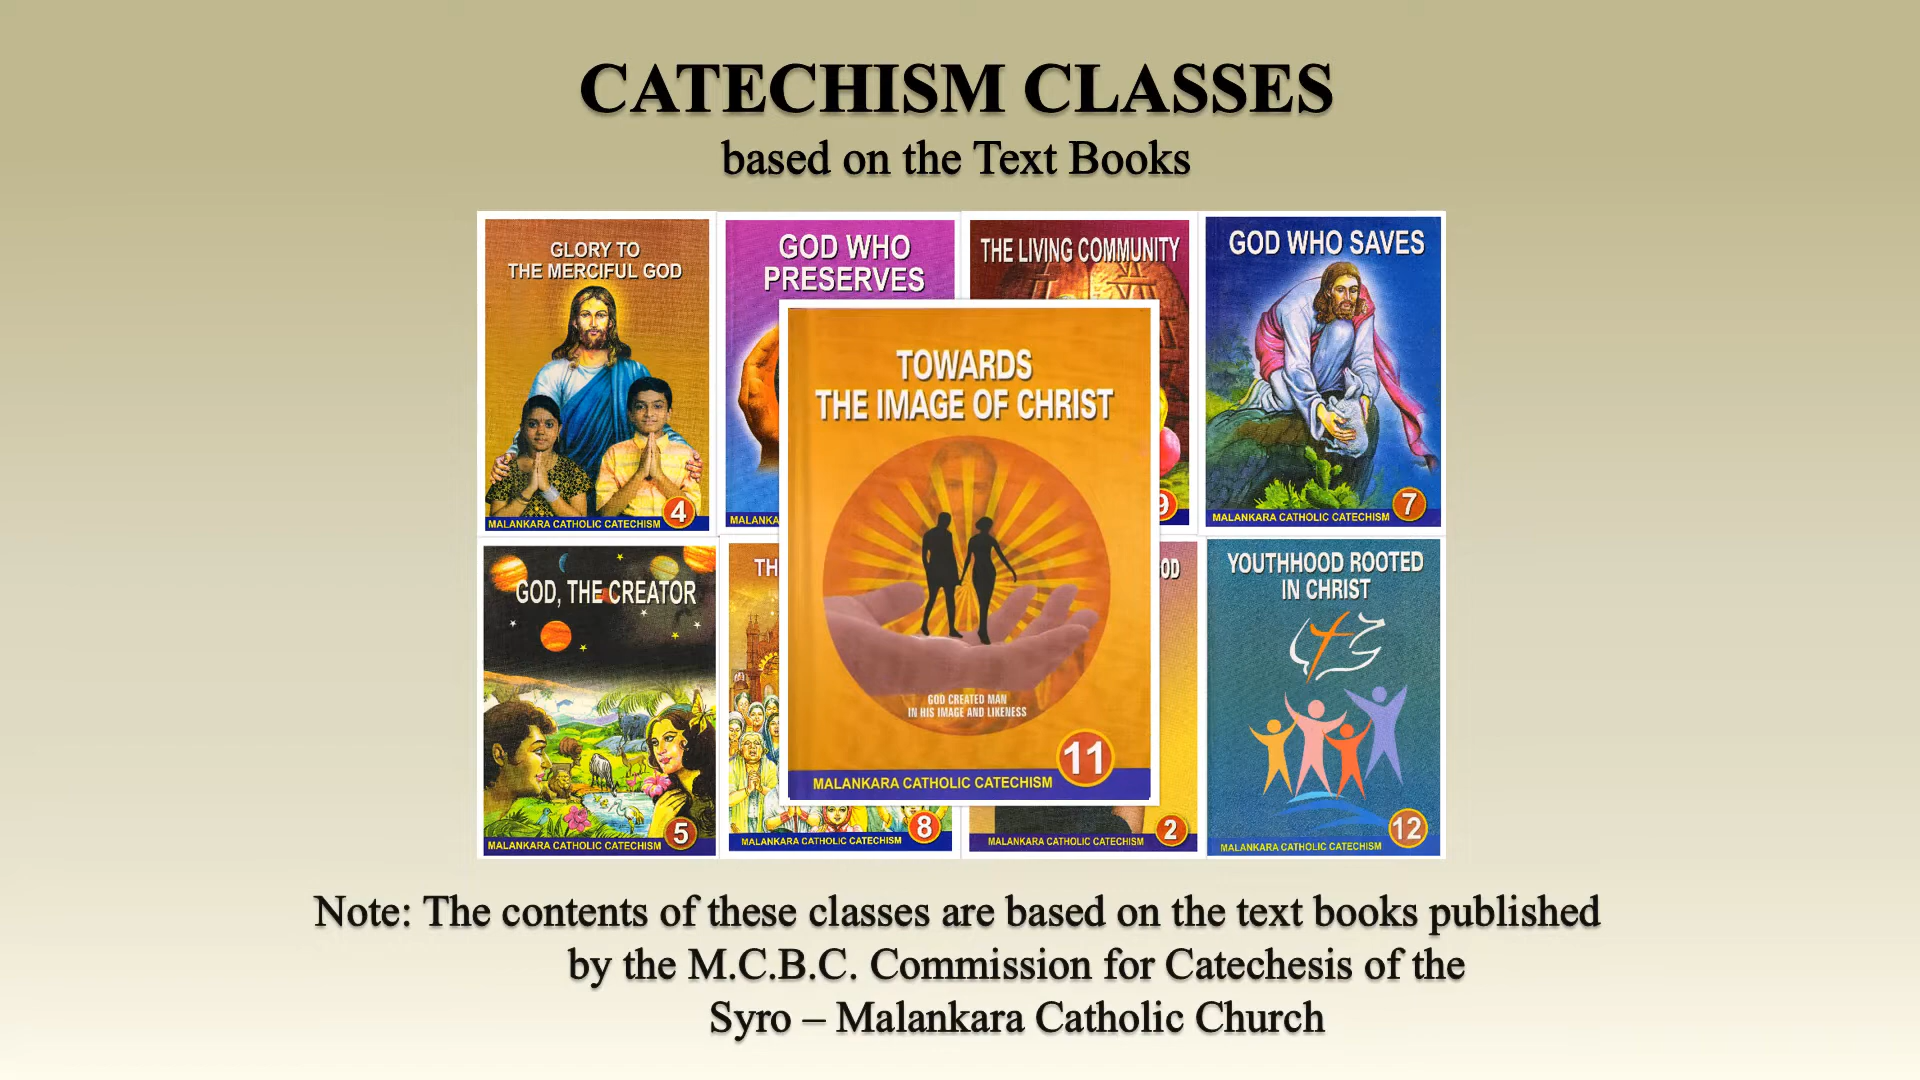 CATECHISM CLASSES
based on the Text Books
GLORY TO
THE MERCIFUL GOD
4
MALANKARA CATHOLIC CATECHISM
GOD WHO
PRESERVES
THE LIVING COMMUNITY
9
GOD WHO SAVES
7
MALANKARA CATHOLIC CATECHISM
TOWARDS
THE IMAGE OF CHRIST
GOD CREATED MAN
IN HIS IMAGE AND LIKENESS
11
MALANKARA CATHOLIC CATECHISM
GOD, THE CREATOR
5
MALANKARA CATHOLIC CATECHISM
8
MALANKARA CATHOLIC CATECHISM
2
MALANKARA CATHOLIC CATECHISM
YOUTHHOOD ROOTED
IN CHRIST
12
MALANKARA CATHOLIC CATECHISM
Note: The contents of these classes are based on the text books published
by the M.C.B.C. Commission for Catechesis of the
Syro – Malankara Catholic Church